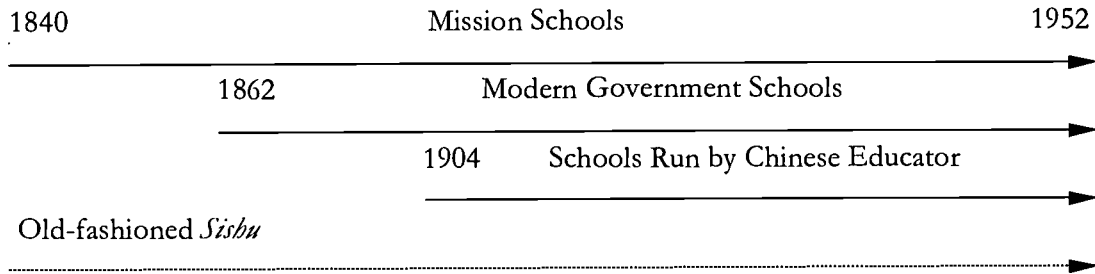 1840 Mission Schools 1952
1862 Modern Government Schools
1904 Schools Run by Chinese Educator
Old-fashioned Sishu